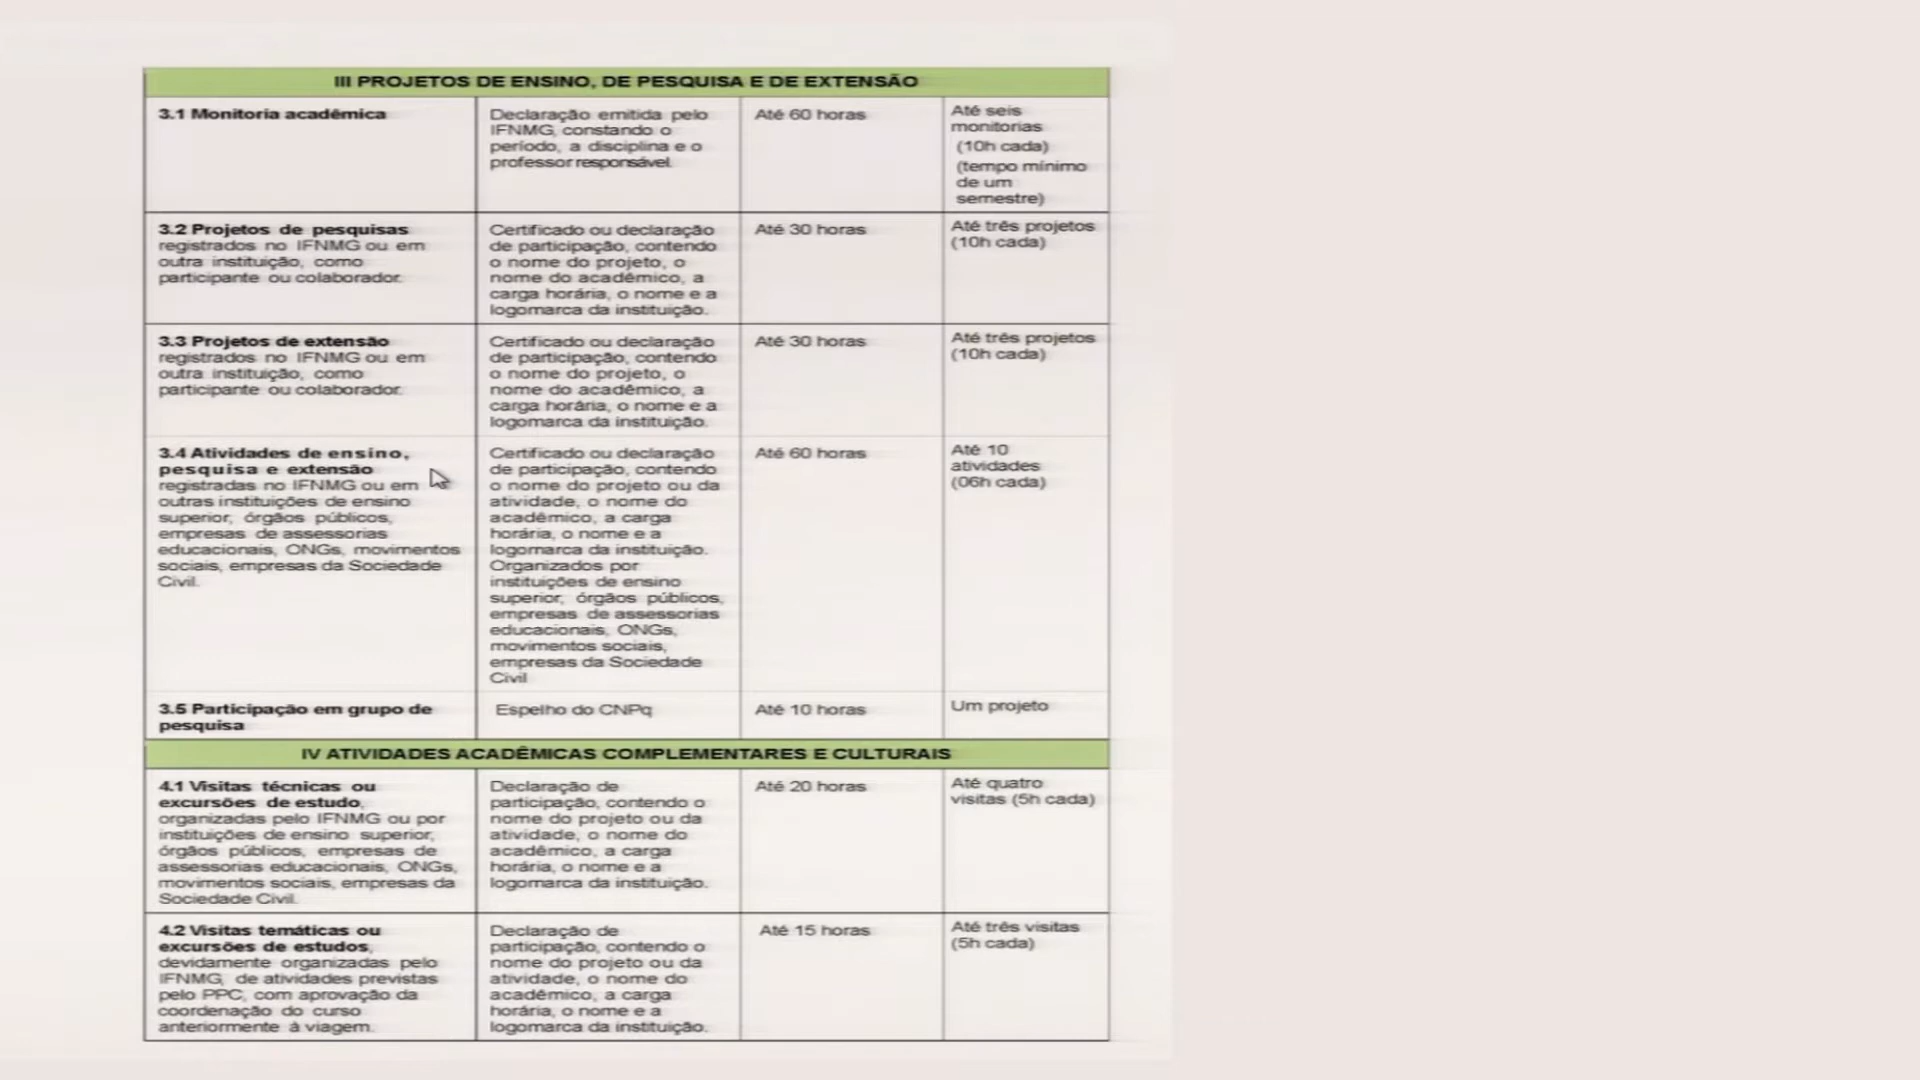 III PROJETOS DE ENSINO, DE PESQUISA E DE EXTENSÃO
3.1 Monitoria acadêmica
Declaração emitida pelo
IFNMG, constando o
período, a disciplina e o
professor responsável.
Até 60 horas
Até seis
monitorias
(10h cada)
(tempo mínimo
de um
semestre)
3.2 Projetos de pesquisas
registrados no IFNMG ou em
outra instituição, como
participante ou colaborador.
Certificado ou declaração
de participação, contendo
o nome do projeto, o
nome do acadêmico, a
carga horária, o nome e a
logomarca da instituição.
Até 30 horas
Até três projetos
(10h cada)
3.3 Projetos de extensão
registrados no IFNMG ou em
outra instituição, como
participante ou colaborador.
Certificado ou declaração
de participação, contendo
o nome do projeto, o
nome do acadêmico, a
carga horária, o nome e a
logomarca da instituição.
Até 30 horas
Até três projetos
(10h cada)
3.4 Atividades de ensino,
pesquisa e extensão
registradas no IFNMG ou em
outras instituições de ensino
superior, órgãos públicos,
empresas de assessorias
educacionais, ONGs, movimentos
sociais, empresas da Sociedade
Civil.
Certificado ou declaração
de participação, contendo
o nome do projeto ou da
atividade, o nome do
acadêmico, a carga
horária, o nome e a
logomarca da instituição.
Organizados por
instituições de ensino
superior, órgãos públicos,
empresas de assessorias
educacionais, ONGs,
movimentos sociais,
empresas da Sociedade
Civil
Até 60 horas
Até 10
atividades
(06h cada)
3.5 Participação em grupo de
pesquisa
Espelho do CNPq
Até 10 horas
Um projeto
IV ATIVIDADES ACADÊMICAS COMPLEMENTARES E CULTURAIS
4.1 Visitas técnicas ou
excursões de estudo,
organizadas pelo IFNMG ou por
instituições de ensino superior,
órgãos públicos, empresas de
assessorias educacionais, ONGs,
movimentos sociais, empresas da
Sociedade Civil.
Declaração de
participação, contendo o
nome do projeto ou da
atividade, o nome do
acadêmico, a carga
horária, o nome e a
logomarca da instituição.
Até 20 horas
Até quatro
visitas (5h cada)
4.2 Visitas temáticas ou
excursões de estudos,
devidamente organizadas pelo
IFNMG, de atividades previstas
pelo PPC, com aprovação da
coordenação do curso
anteriormente à viagem.
Declaração de
participação, contendo o
nome do projeto ou da
atividade, o nome do
acadêmico, a carga
horária, o nome e a
logomarca da instituição.
Até 15 horas
Até três visitas
(5h cada)